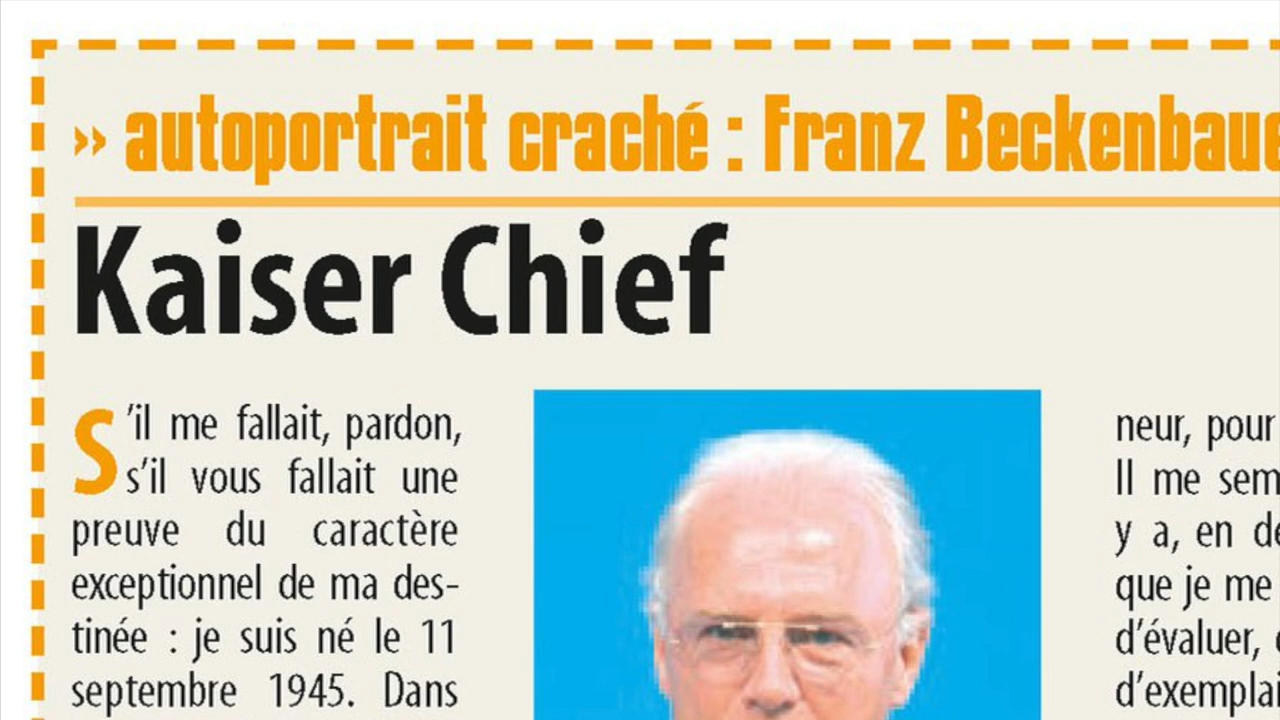 ›› autoportrait craché : Franz Beckenbaue
Kaiser Chief
S’il me fallait, pardon,
s’il vous fallait une
preuve du caractère
exceptionnel de ma des-
tinée : je suis né le 11
septembre 1945. Dans
neur, pour
Il me sem
y a, en de
que je me
d’évaluer,
d’exemplai